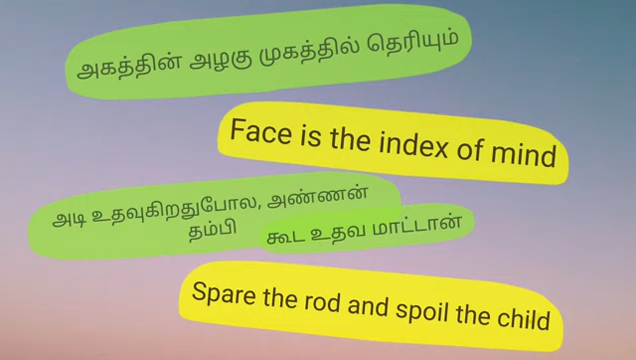 அகத்தின் அழகு முகத்தில் தெரியும்
Face is the index of mind
அடி உதவுகிறதுபோல, அண்ணன்
தம்பி கூட உதவ மாட்டான்
Spare the rod and spoil the child